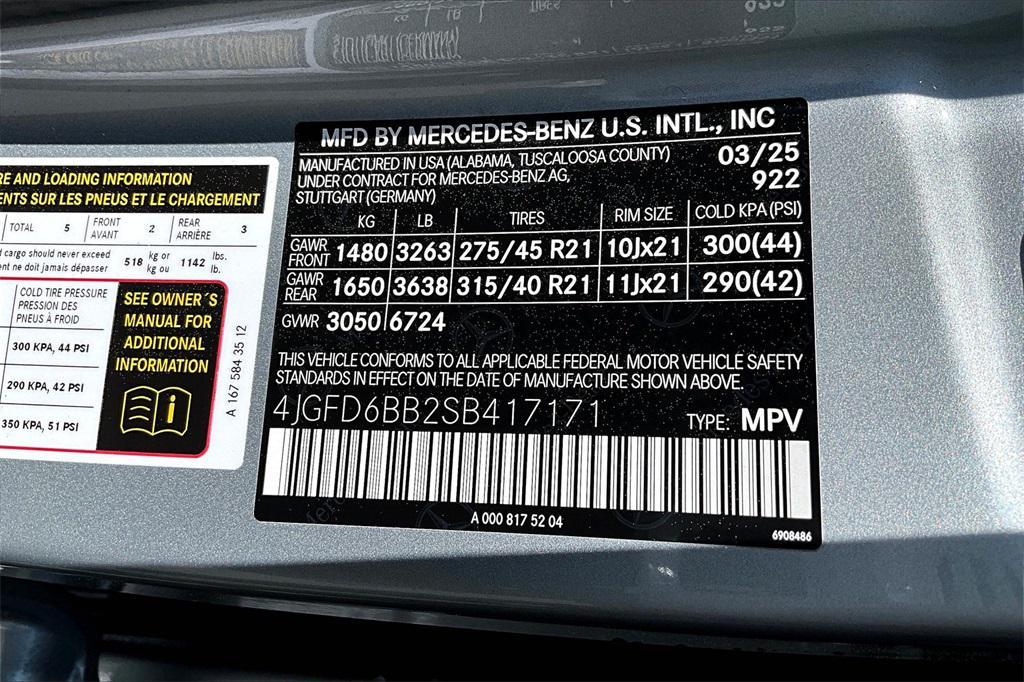 RE AND LOADING INFORMATION
ENTS SUR LES PNEUS ET LE CHARGEMENT
TOTAL 5 FRONT AVANT 2 REAR ARRIÈRE 3
d cargo should never exceed
ent ne doit jamais dépasser
518 kg or kg ou 1142 lbs. lb.
COLD TIRE PRESSURE
PRESSION DES
PNEUS À FROID
300 KPA, 44 PSI
290 KPA, 42 PSI
350 KPA, 51 PSI
SEE OWNER´S
MANUAL FOR
ADDITIONAL
INFORMATION
i
A 167 584 35 12
MFD BY MERCEDES-BENZ U.S. INTL., INC
MANUFACTURED IN USA (ALABAMA, TUSCALOOSA COUNTY) 03/25
UNDER CONTRACT FOR MERCEDES-BENZ AG, 922
STUTTGART (GERMANY)
KG LB TIRES RIM SIZE COLD KPA (PSI)
GAWR FRONT 1480 3263 275/45 R21 10Jx21 300(44)
GAWR REAR 1650 3638 315/40 R21 11Jx21 290(42)
GVWR 3050 6724
THIS VEHICLE CONFORMS TO ALL APPLICABLE FEDERAL MOTOR VEHICLE SAFETY
STANDARDS IN EFFECT ON THE DATE OF MANUFACTURE SHOWN ABOVE.
4JGFD6BB2SB417171 TYPE: MPV
A 000 817 52 04
6908486